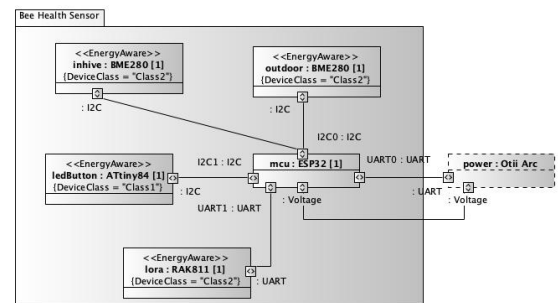 Bee Health Sensor
<<EnergyAware>>
inhive : BME280 [1]
{DeviceClass = "Class2"}
: I2C
<<EnergyAware>>
outdoor : BME280 [1]
{DeviceClass = "Class2"}
: I2C
I2C0 : I2C
<<EnergyAware>>
ledButton : ATtiny84 [1]
{DeviceClass = "Class1"}
: I2C
I2C1 : I2C
mcu : ESP32 [1]
UART0 : UART
power : Otii Arc
: UART
: Voltage
: Voltage
UART1 : UART
<<EnergyAware>>
lora : RAK811 [1]
{DeviceClass = "Class2"}
: UART